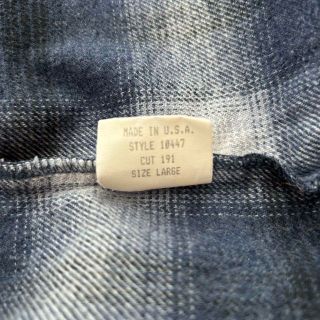 MADE IN U.S.A.
STYLE 10447
CUT 191
SIZE LARGE